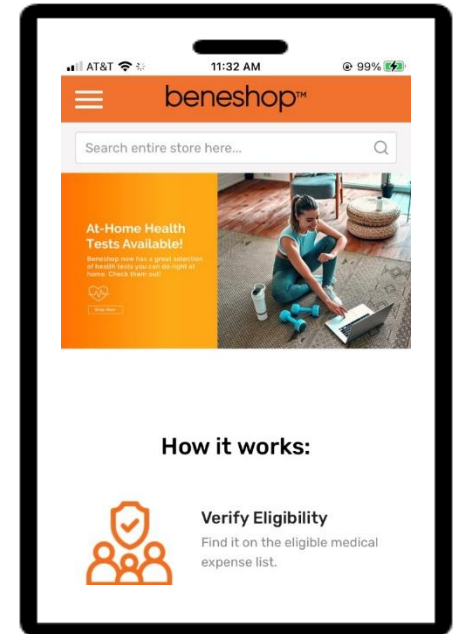 AT&T 11:32 AM 99%
beneshop™
Search entire store here...
At-Home Health
Tests Available!
Beneshop now has a great selection
of health tests you can do right at
home. Check them out!
Shop Now
How it works:
Verify Eligibility
Find it on the eligible medical
expense list.